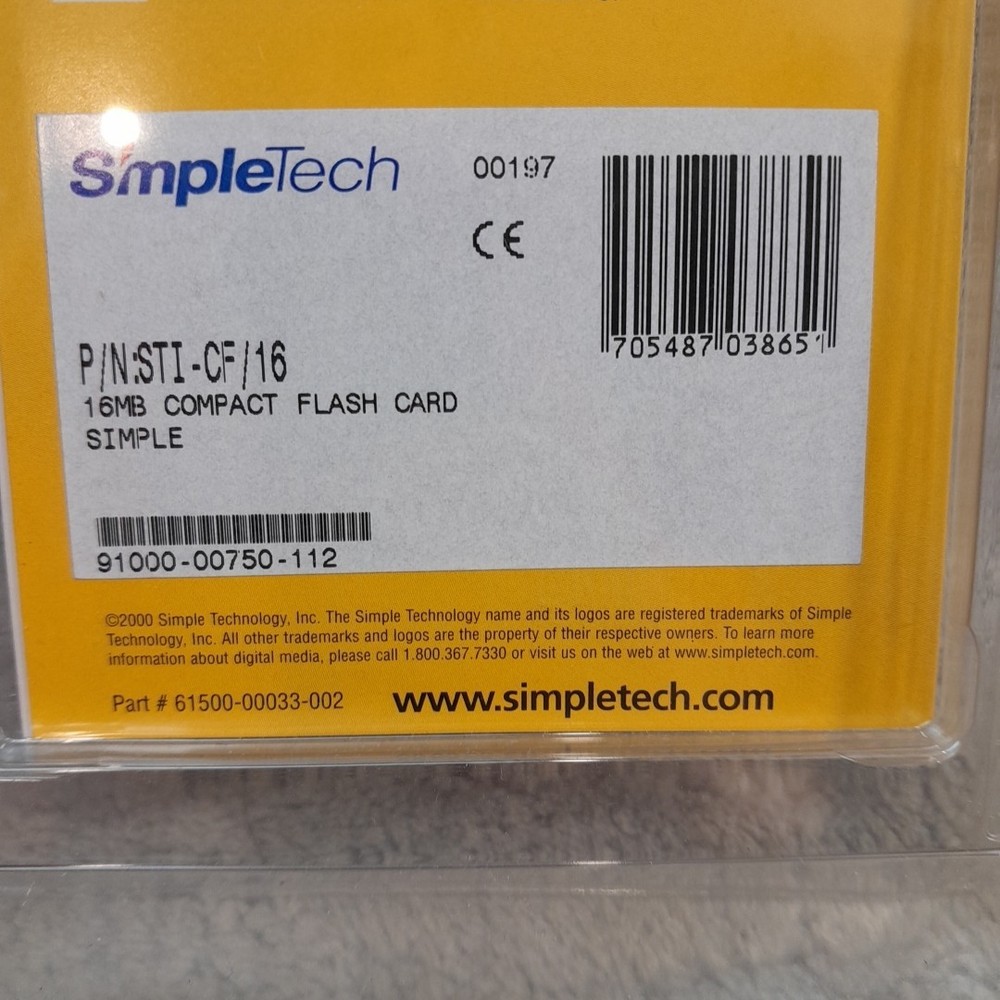 SimpleTech
00197
CE
705487 03865
P/N:STI-CF/16
16MB COMPACT FLASH CARD
SIMPLE
91000-00750-112
©2000 Simple Technology, Inc. The Simple Technology name and its logos are registered trademarks of Simple
Technology, Inc. All other trademarks and logos are the property of their respective owners. To learn more
information about digital media, please call 1.800.367.7330 or visit us on the web at www.simpletech.com.
Part # 61500-00033-002
www.simpletech.com